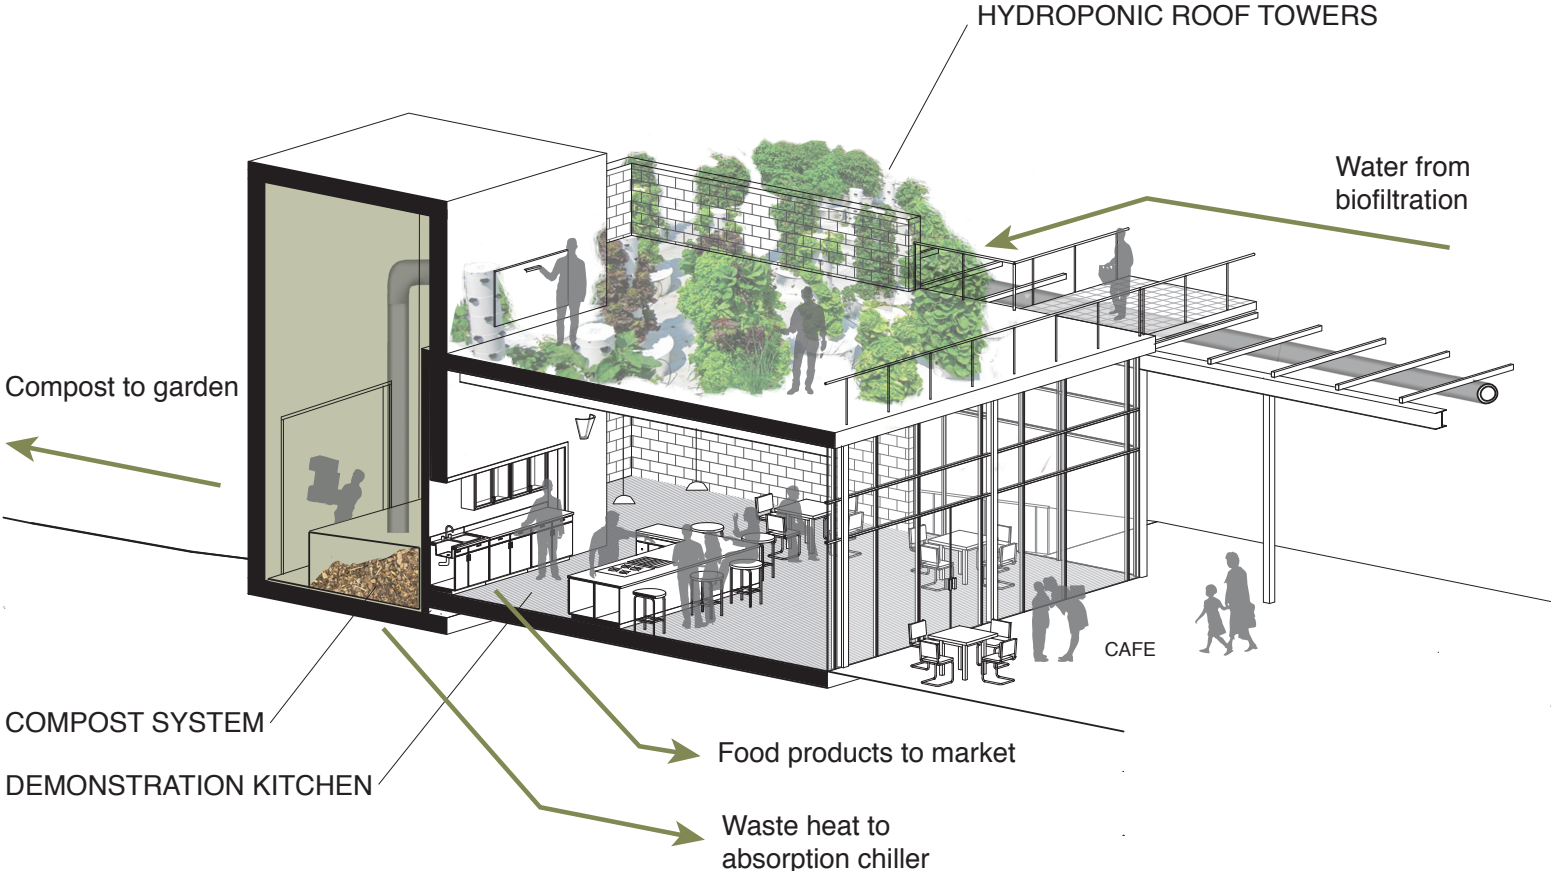 HYDROPONIC ROOF TOWERS
Water from
biofiltration
Compost to garden
CAFE
COMPOST SYSTEM
DEMONSTRATION KITCHEN
Food products to market
Waste heat to
absorption chiller